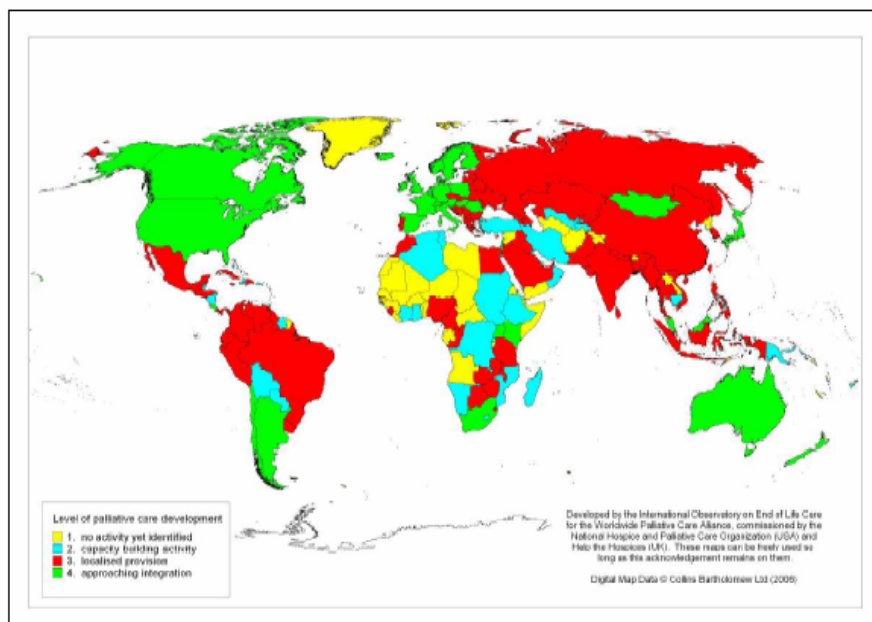 Level of palliative care development
1. no activity yet identified
2. capacity building activity
3. localised provision
4. approaching integration
Developed by the International Observatory on End of Life Care
for the Worldwide Palliative Care Alliance, commissioned by the
National Hospice and Palliative Care Organization (USA) and
Help the Hospices (UK). These maps can be freely used so
long as this acknowledgement remains on them.
Digital Map Data © Collins Bartholomew Ltd (2006)